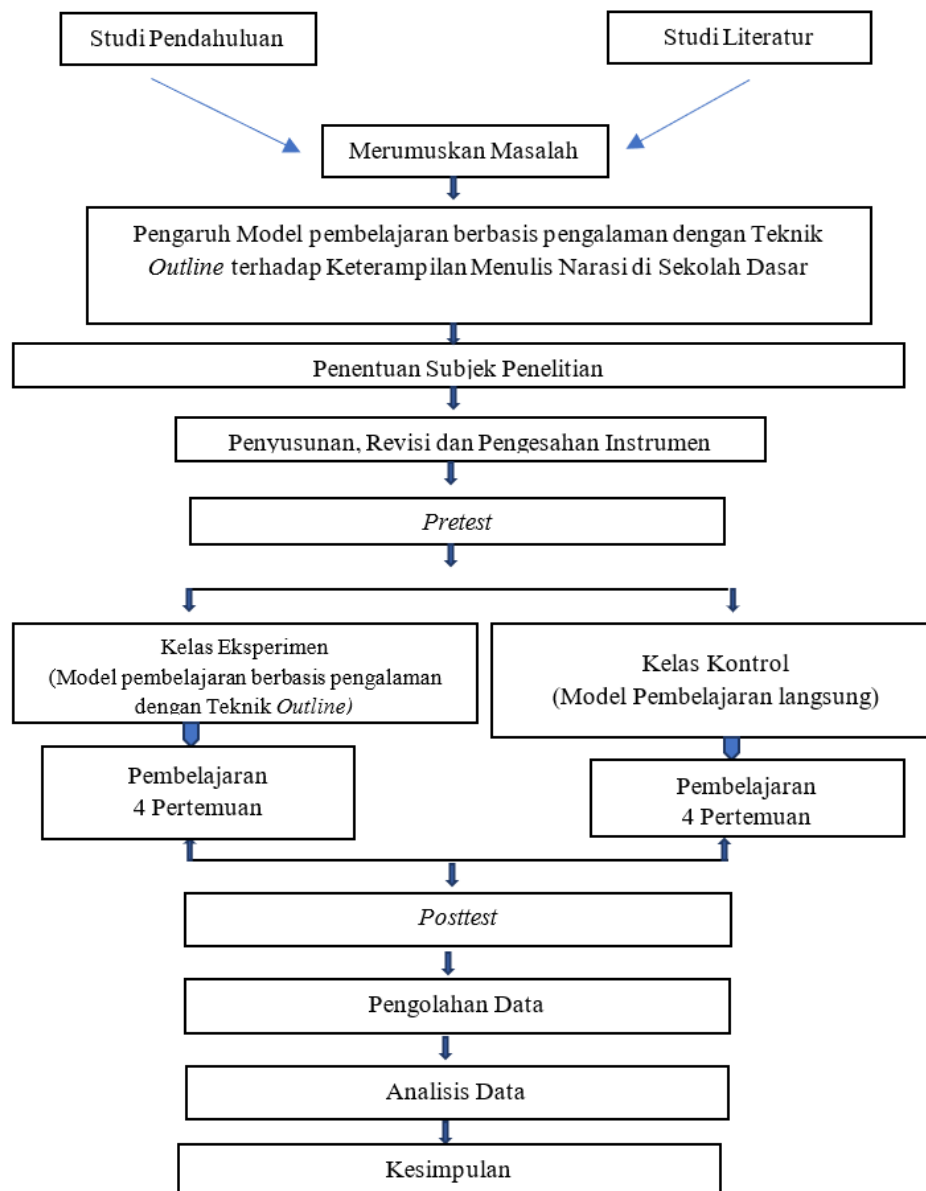 Studi Pendahuluan
Studi Literatur
Merumuskan Masalah
Pengaruh Model pembelajaran berbasis pengalaman dengan Teknik
Outline terhadap Keterampilan Menulis Narasi di Sekolah Dasar
Penentuan Subjek Penelitian
Penyusunan, Revisi dan Pengesahan Instrumen
Pretest
Kelas Eksperimen
(Model pembelajaran berbasis pengalaman
dengan Teknik Outline)
Kelas Kontrol
(Model Pembelajaran langsung)
Pembelajaran
4 Pertemuan
Pembelajaran
4 Pertemuan
Posttest
Pengolahan Data
Analisis Data
Kesimpulan